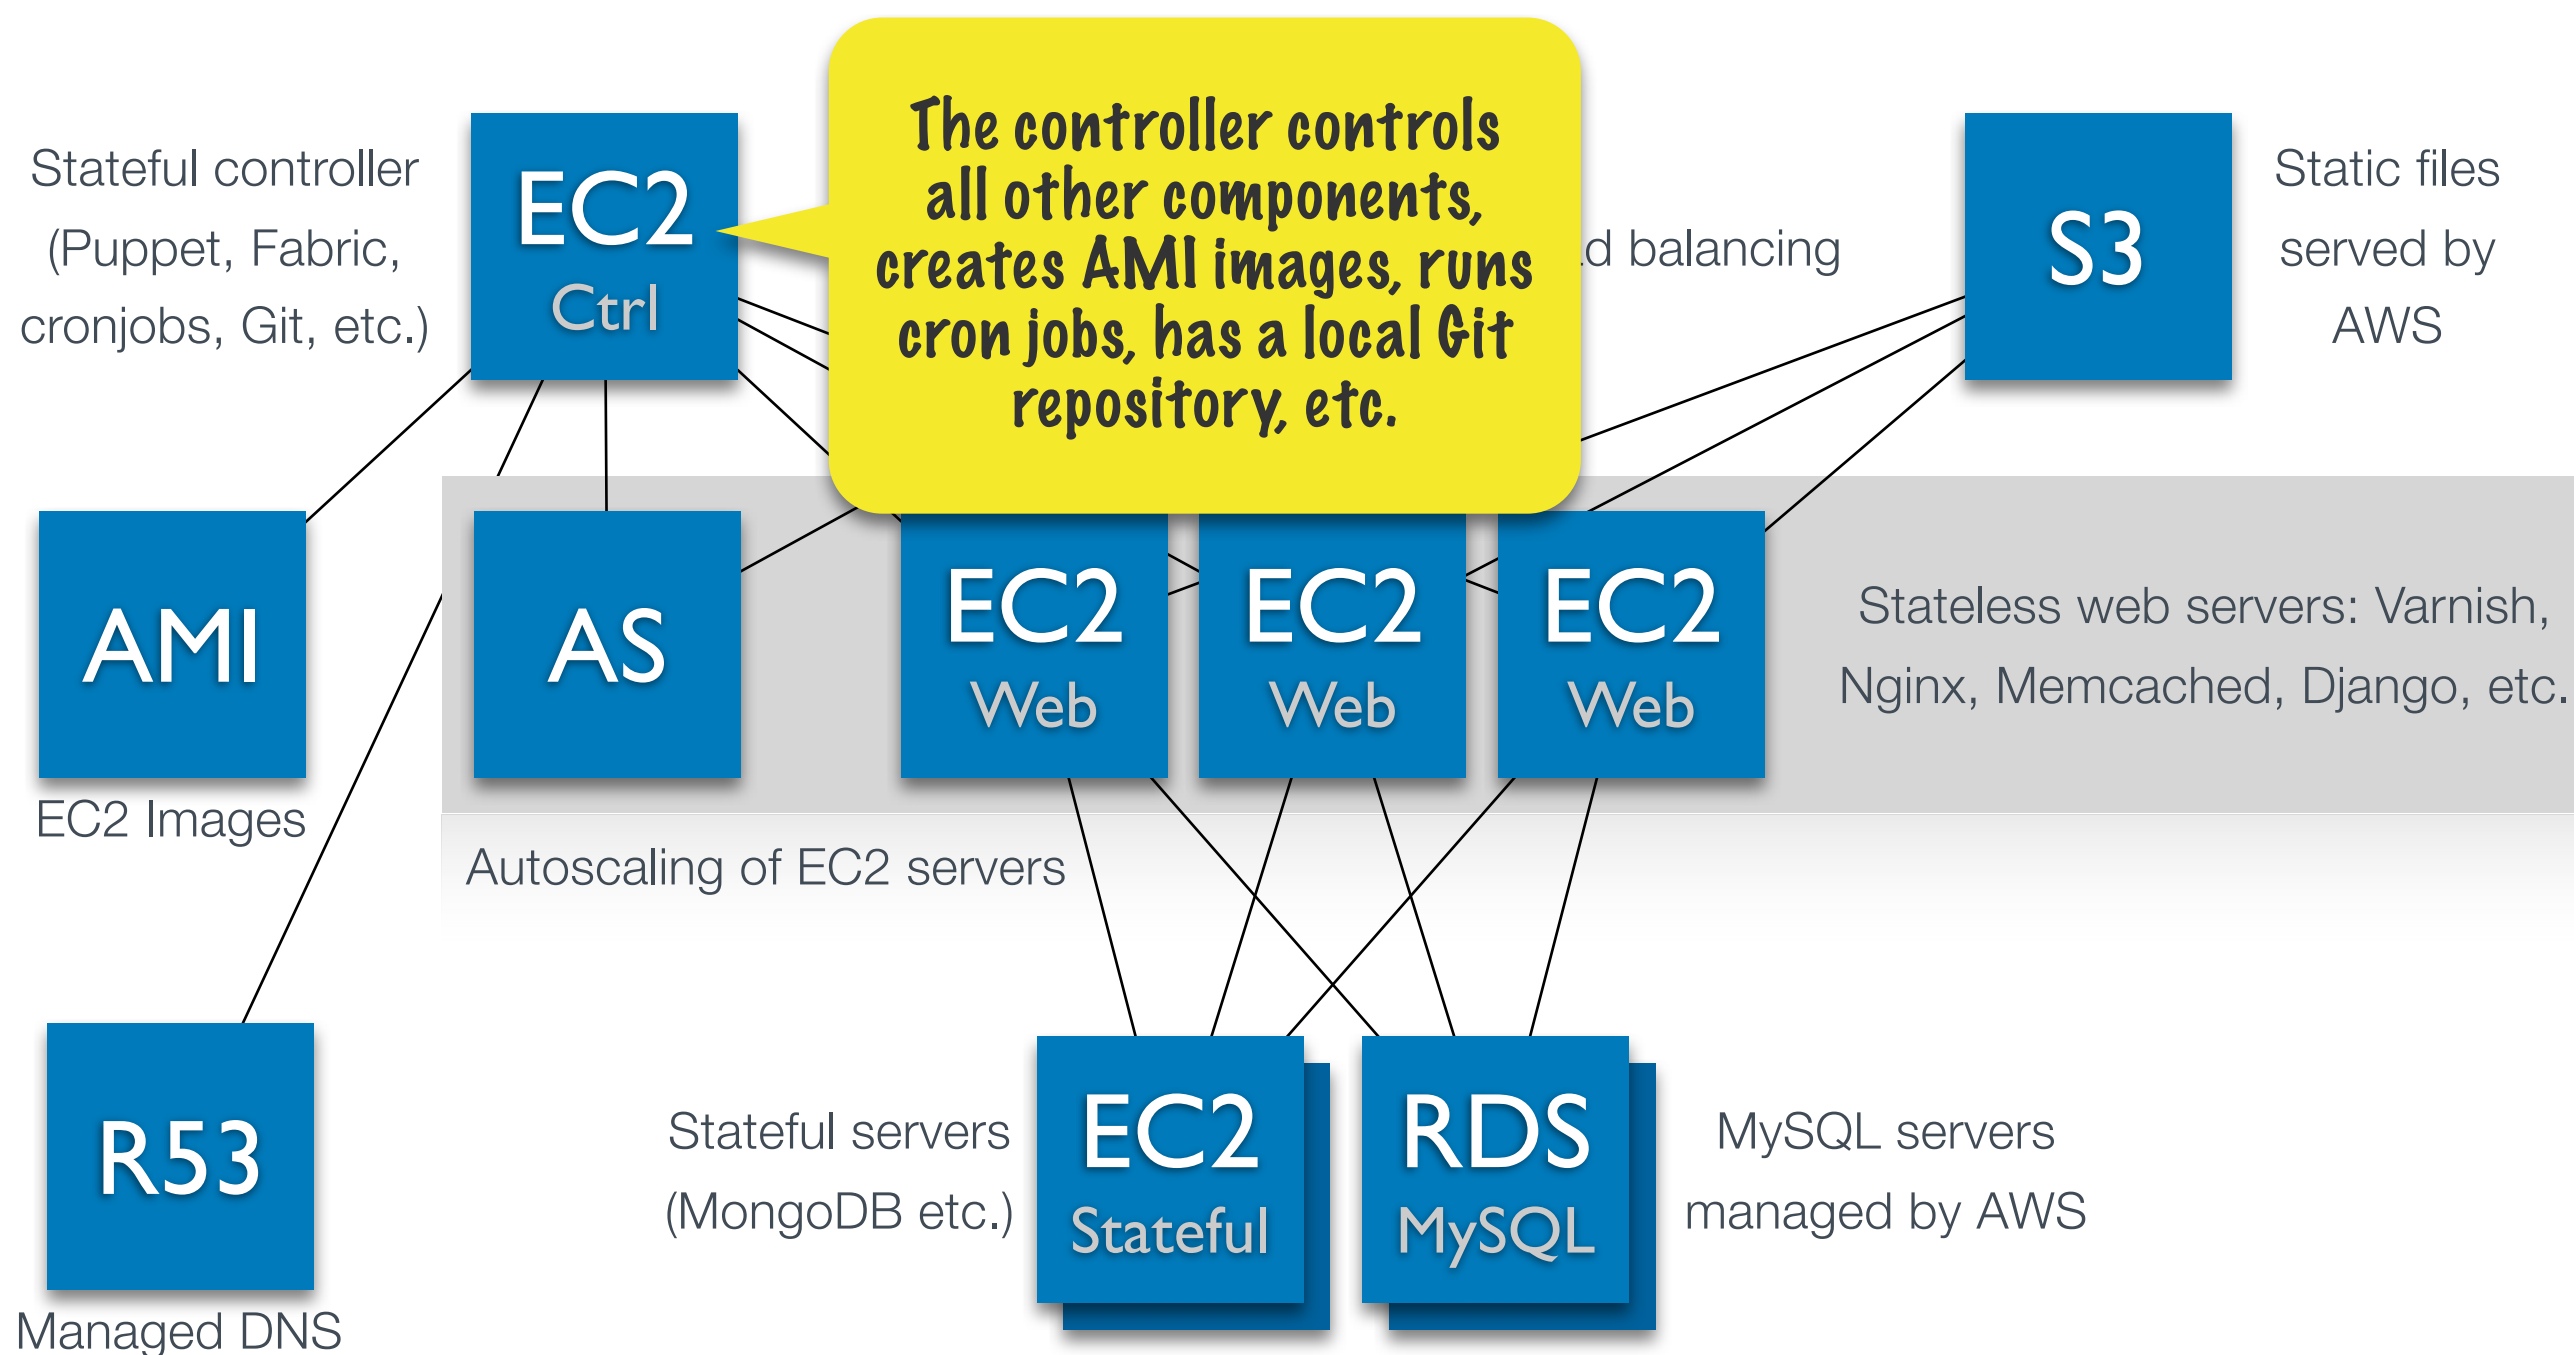 The controller controls
all other components,
creates AMI images, runs
cron jobs, has a local Git
repository, etc.
Stateful controller
(Puppet, Fabric,
cronjobs, Git, etc.)
EC2
Ctrl
balancing
S3
Static files
served by
AWS
AMI
EC2 Images
AS
EC2
Web
EC2
Web
EC2
Web
Stateless web servers: Varnish,
Nginx, Memcached, Django, etc.
Autoscaling of EC2 servers
R53
Managed DNS
Stateful servers
(MongoDB etc.)
EC2
Stateful
RDS
MySQL
MySQL servers
managed by AWS